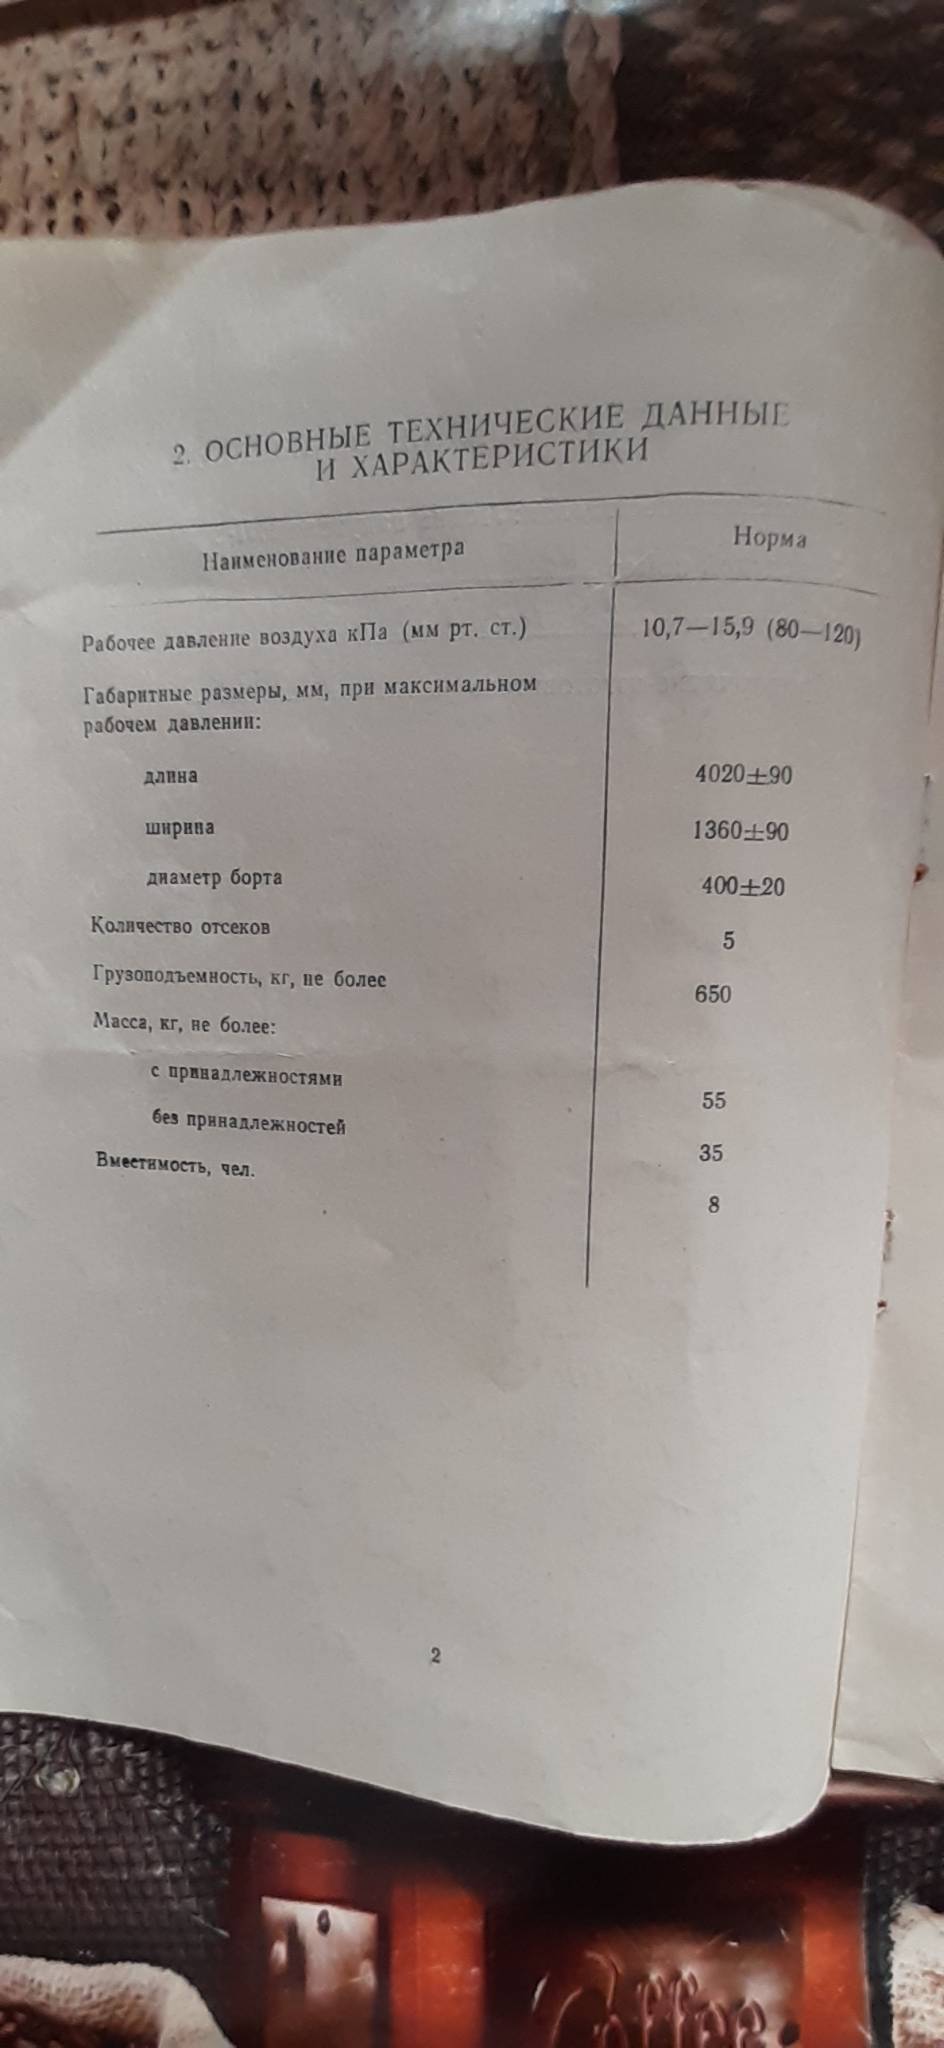 2. ОСНОВНЫЕ ТЕХНИЧЕСКИЕ ДАННЫЕ
И ХАРАКТЕРИСТИКИ
Наименование параметра Норма
Рабочее давление воздуха кПа (мм рт. ст.) 10,7—15,9 (80—120)
Габаритные размеры, мм, при максимальном
рабочем давлении:
длина 4020±90
ширина 1360±90
диаметр борта 400±20
Количество отсеков 5
Грузоподъемность, кг, не более 650
Масса, кг, не более:
с принадлежностями 55
без принадлежностей 35
Вместимость, чел. 8
2
Coffee